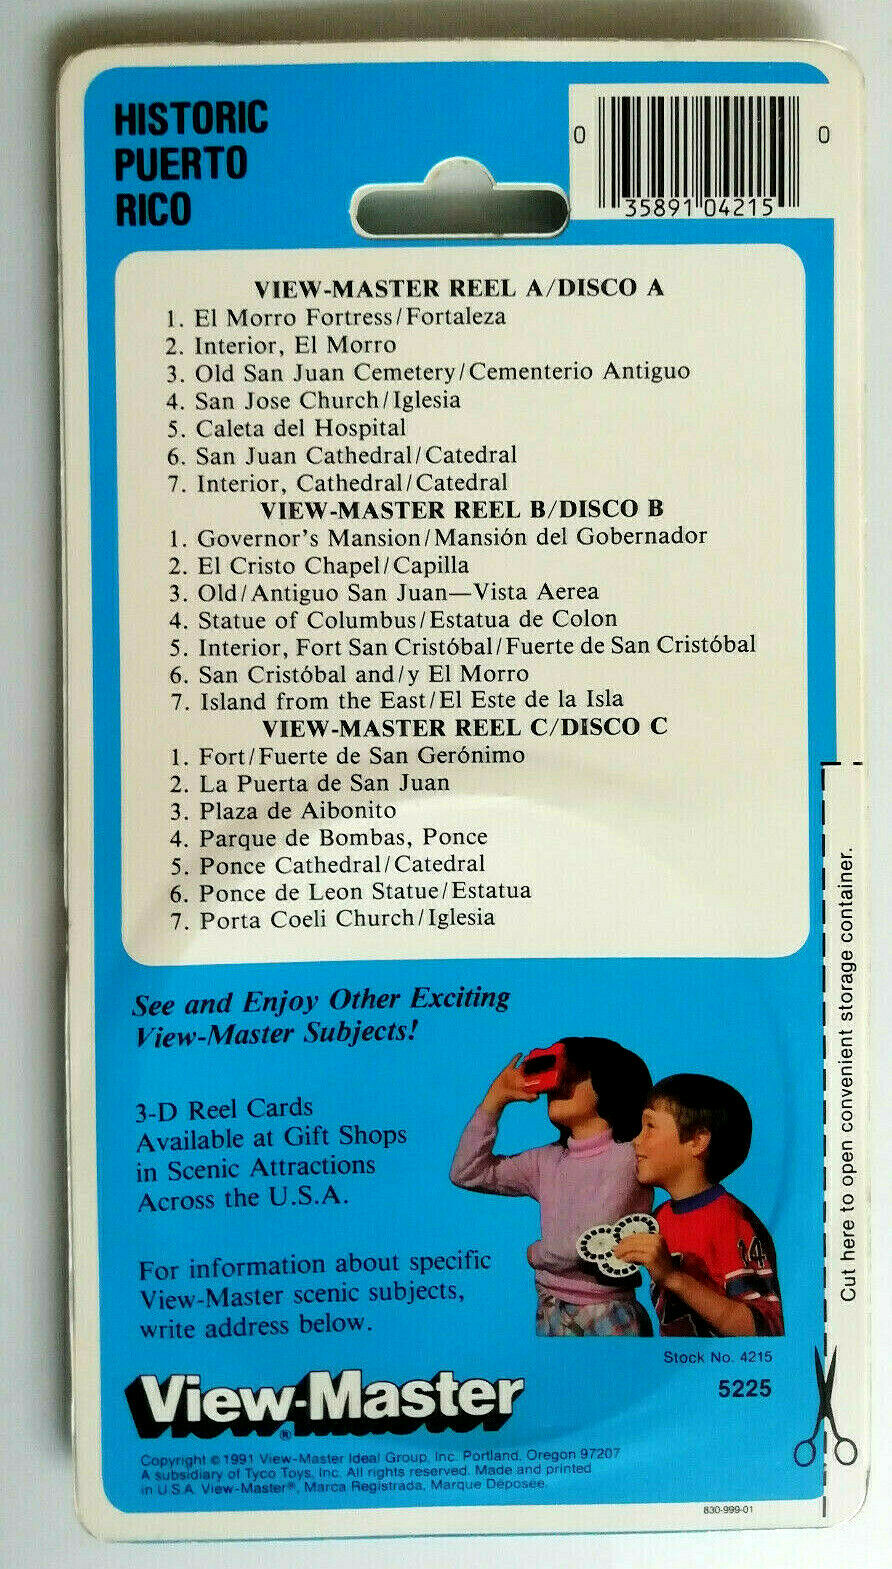 HISTORIC
PUERTO
RICO
0 35891 04215 0
VIEW-MASTER REEL A/DISCO A
1. El Morro Fortress/Fortaleza
2. Interior, El Morro
3. Old San Juan Cemetery/Cementerio Antiguo
4. San Jose Church/Iglesia
5. Caleta del Hospital
6. San Juan Cathedral/Catedral
7. Interior, Cathedral/Catedral
VIEW-MASTER REEL B/DISCO B
1. Governor's Mansion/Mansión del Gobernador
2. El Cristo Chapel/Capilla
3. Old/Antiguo San Juan—Vista Aerea
4. Statue of Columbus/Estatua de Colon
5. Interior, Fort San Cristóbal/Fuerte de San Cristóbal
6. San Cristóbal and/y El Morro
7. Island from the East/El Este de la Isla
VIEW-MASTER REEL C/DISCO C
1. Fort/Fuerte de San Gerónimo
2. La Puerta de San Juan
3. Plaza de Aibonito
4. Parque de Bombas, Ponce
5. Ponce Cathedral/Catedral
6. Ponce de Leon Statue/Estatua
7. Porta Coeli Church/Iglesia
See and Enjoy Other Exciting
View-Master Subjects!
3-D Reel Cards
Available at Gift Shops
in Scenic Attractions
Across the U.S.A.
For information about specific
View-Master scenic subjects,
write address below.
14
Cut here to open convenient storage container.
Stock No. 4215
5225
View-Master®
Copyright © 1991 View-Master Ideal Group, Inc. Portland, Oregon 97207
A subsidiary of Tyco Toys, Inc. All rights reserved. Made and printed
in U.S.A. View-Master®, Marca Registrada, Marque Déposée.
830-999-01